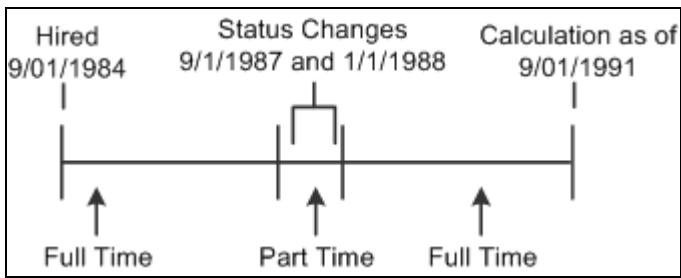 Hired
9/01/1984
Status Changes
9/1/1987 and 1/1/1988
Calculation as of
9/01/1991
Full Time
Part Time
Full Time